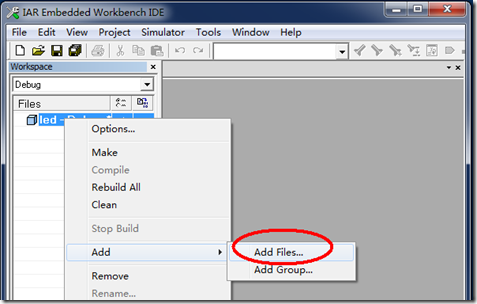 IAR Embedded Workbench IDE
File Edit View Project Simulator Tools Window Help
Workspace
Debug
Files
led - Debug *
Options...
Make
Compile
Rebuild All
Clean
Stop Build
Add
Add Files...
Add Group...
Remove
Rename...